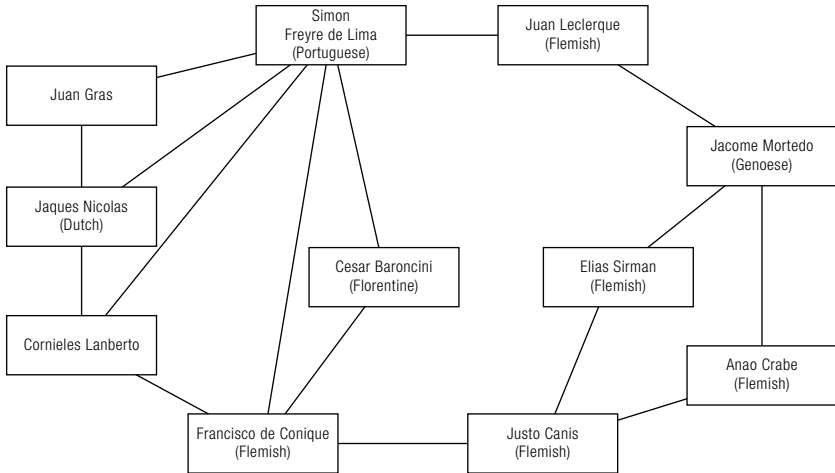 Simon
Freyre de Lima
(Portuguese)
Juan Leclerque
(Flemish)
Juan Gras
Jacome Mortedo
(Genoese)
Jaques Nicolas
(Dutch)
Cesar Baroncini
(Florentine)
Elias Sirman
(Flemish)
Cornieles Lanberto
Anao Crabe
(Flemish)
Francisco de Conique
(Flemish)
Justo Canis
(Flemish)